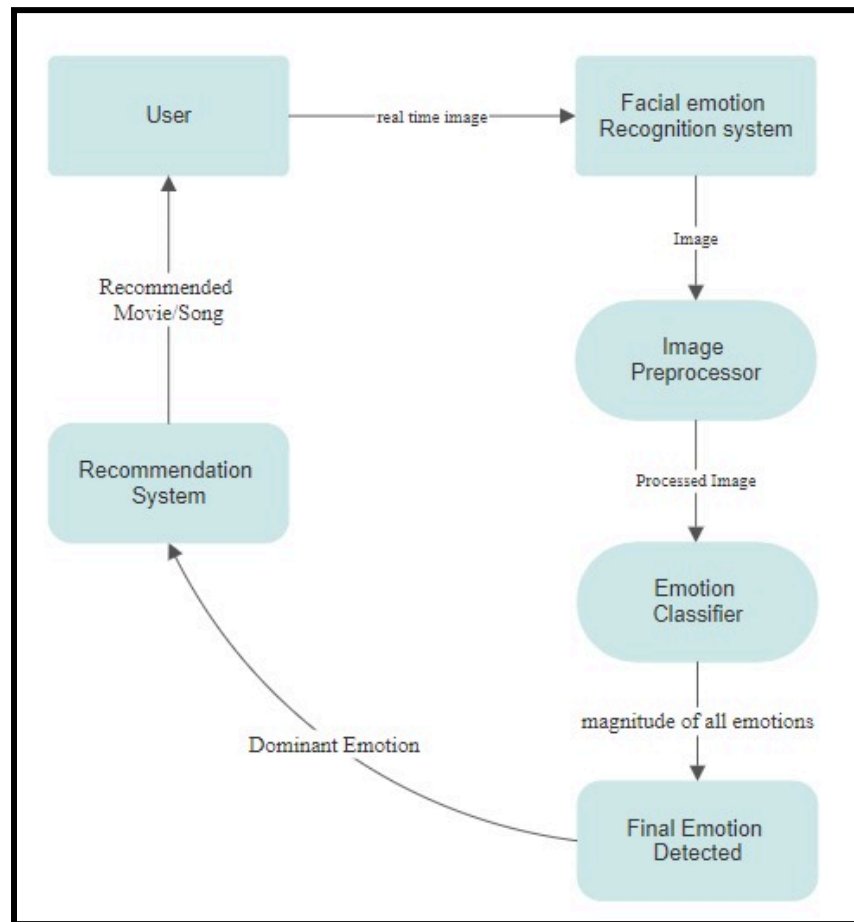 User
real time image
Facial emotion
Recognition system
Image
Image
Preprocessor
Processed Image
Emotion
Classifier
magnitude of all emotions
Final Emotion
Detected
Dominant Emotion
Recommendation
System
Recommended
Movie/Song